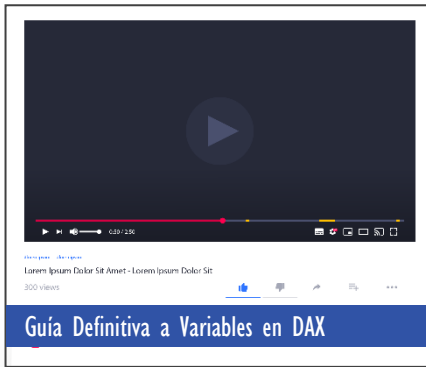 0:30 / 2:50
Lorem Ipsum Dolor Sit Amet - Lorem Ipsum Dolor Sit
300 views
Guía Definitiva a Variables en DAX